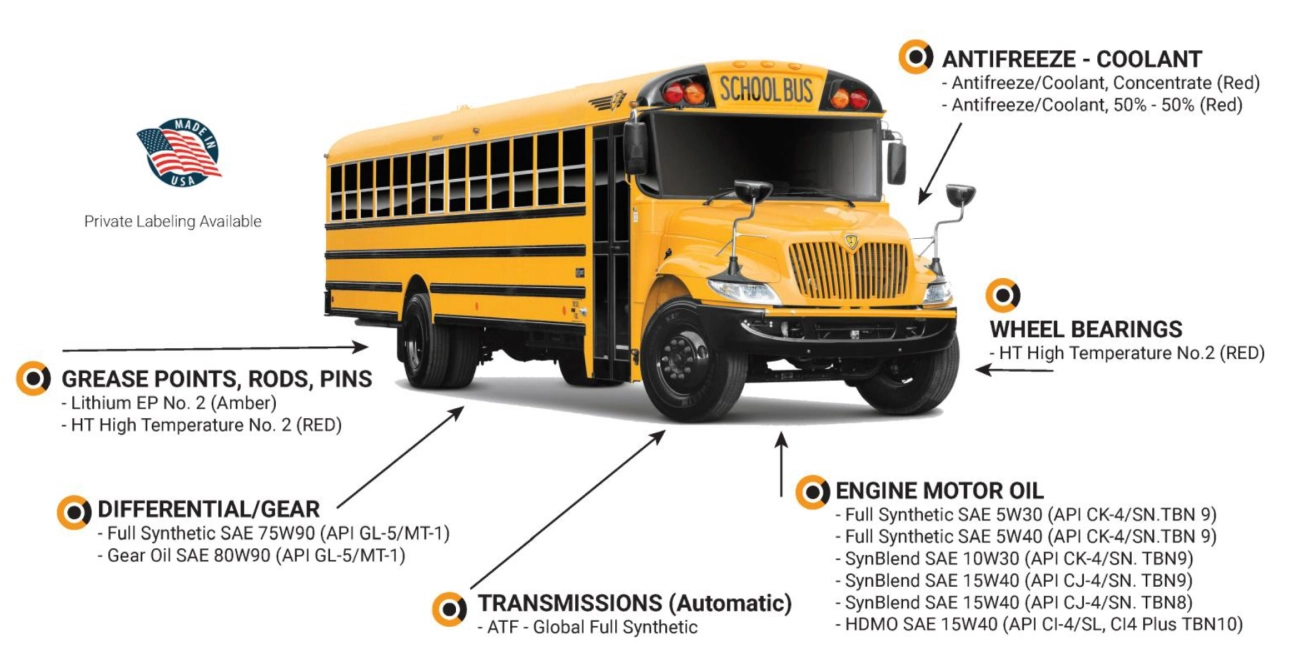 SCHOOL BUS
MADE IN
USA
Private Labeling Available
ANTIFREEZE - COOLANT
- Antifreeze/Coolant, Concentrate (Red)
- Antifreeze/Coolant, 50% - 50% (Red)
WHEEL BEARINGS
- HT High Temperature No.2 (RED)
GREASE POINTS, RODS, PINS
- Lithium EP No. 2 (Amber)
- HT High Temperature No. 2 (RED)
DIFFERENTIAL/GEAR
- Full Synthetic SAE 75W90 (API GL-5/MT-1)
- Gear Oil SAE 80W90 (API GL-5/MT-1)
TRANSMISSIONS (Automatic)
- ATF - Global Full Synthetic
ENGINE MOTOR OIL
- Full Synthetic SAE 5W30 (API CK-4/SN.TBN 9)
- Full Synthetic SAE 5W40 (API CK-4/SN.TBN 9)
- SynBlend SAE 10W30 (API CK-4/SN. TBN9)
- SynBlend SAE 15W40 (API CJ-4/SN. TBN9)
- SynBlend SAE 15W40 (API CJ-4/SN. TBN8)
- HDMO SAE 15W40 (API CI-4/SL, CI4 Plus TBN10)